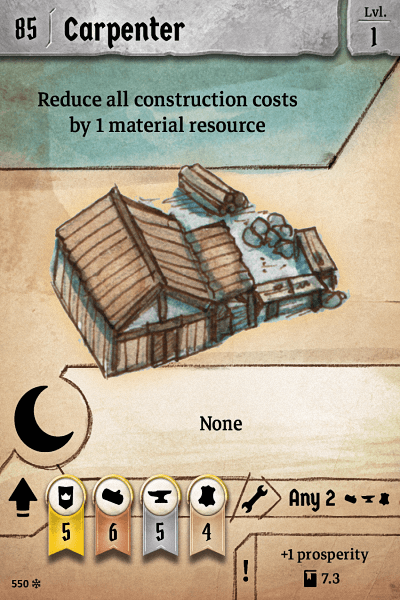 85
Carpenter
Lvl.
1
Reduce all construction costs
by 1 material resource
None
5
6
5
4
Any 2
!
+1 prosperity
7.3
550